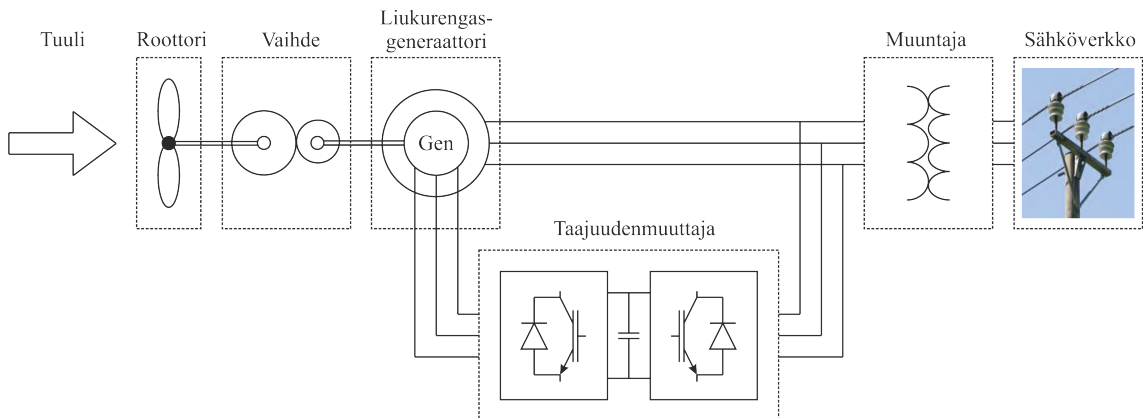 Tuuli
Roottori
Vaihde
Liukurengas-
generaattori
Muuntaja
Sähköverkko
Gen
Taajuudenmuuttaja